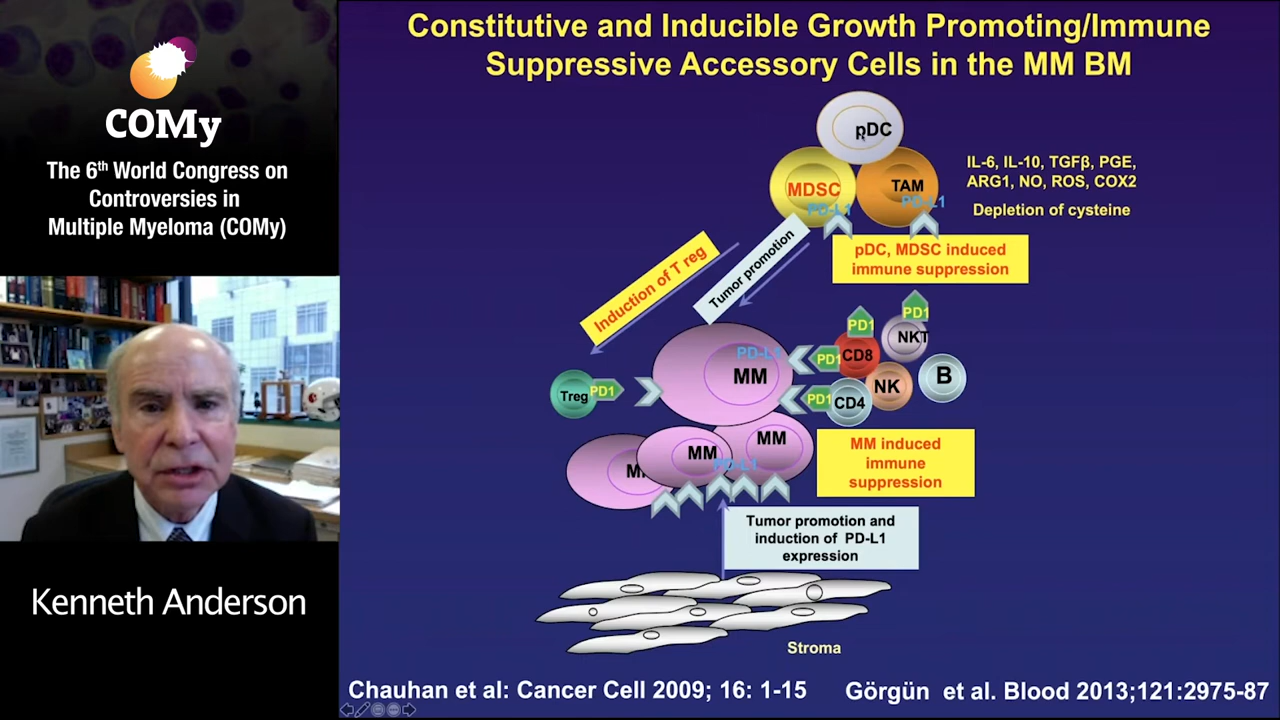 COMy
The 6th World Congress on
Controversies in
Multiple Myeloma (COMy)
Kenneth Anderson
Constitutive and Inducible Growth Promoting/Immune
Suppressive Accessory Cells in the MM BM
pDC
MDSC
PD-L1
TAM
PD-L1
IL-6, IL-10, TGFβ, PGE,
ARG1, NO, ROS, COX2
Depletion of cysteine
pDC, MDSC induced
immune suppression
Induction of T reg
Tumor promotion
PD-L1
MM
Treg
PD1
PD1
PD1
PD1
CD8
NKT
PD1
CD4
NK
B
MM
MM
PD-L1
MM induced
immune
suppression
Tumor promotion and
induction of PD-L1
expression
Stroma
Chauhan et al: Cancer Cell 2009; 16: 1-15
Görgün et al. Blood 2013;121:2975-87